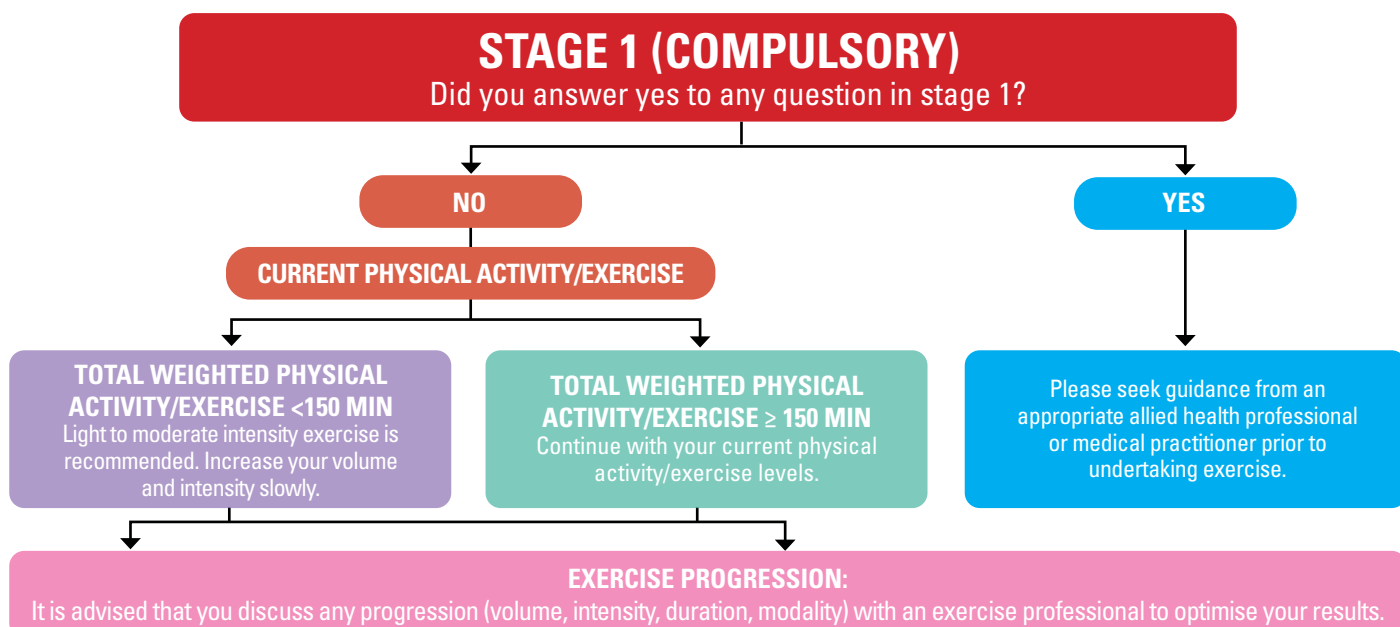 STAGE 1 (COMPULSORY)
Did you answer yes to any question in stage 1?
NO
YES
CURRENT PHYSICAL ACTIVITY/EXERCISE
TOTAL WEIGHTED PHYSICAL
ACTIVITY/EXERCISE <150 MIN
Light to moderate intensity exercise is
recommended. Increase your volume
and intensity slowly.
TOTAL WEIGHTED PHYSICAL
ACTIVITY/EXERCISE ≥ 150 MIN
Continue with your current physical
activity/exercise levels.
Please seek guidance from an
appropriate allied health professional
or medical practitioner prior to
undertaking exercise.
EXERCISE PROGRESSION:
It is advised that you discuss any progression (volume, intensity, duration, modality) with an exercise professional to optimise your results.